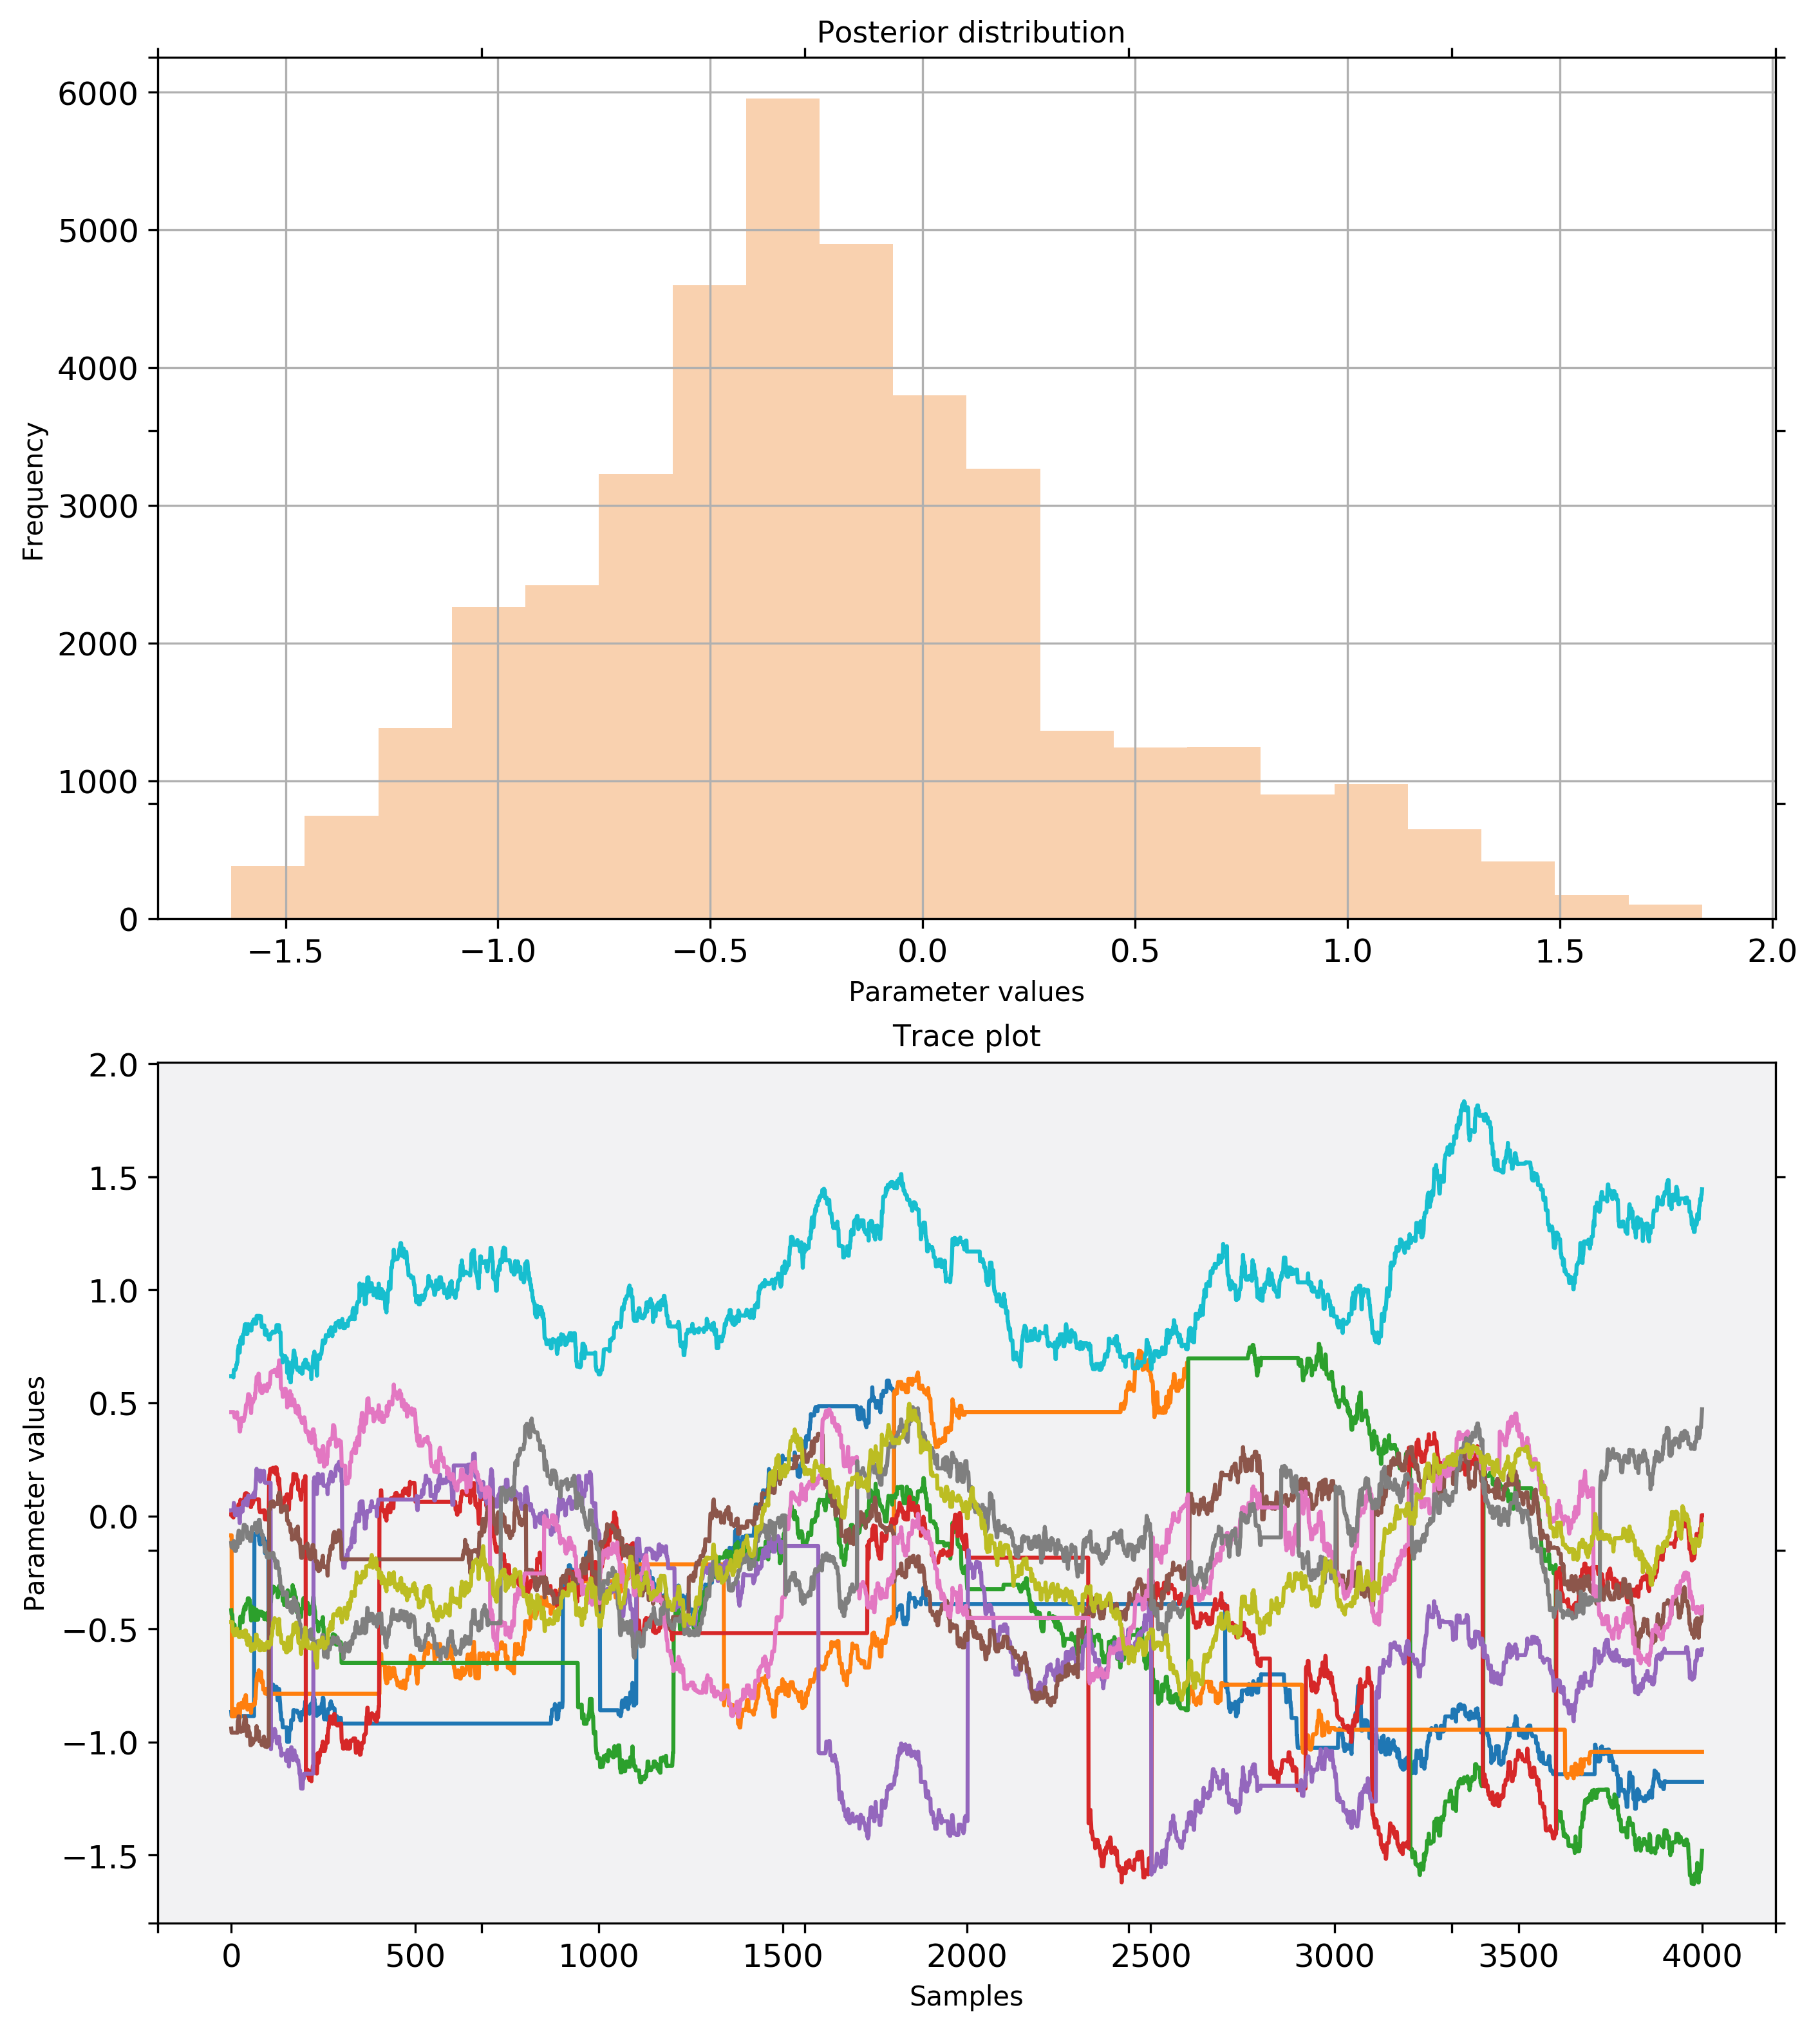 Posterior distribution
6000
5000
4000
3000
2000
1000
0
Frequency
−1.5 −1.0 −0.5 0.0 0.5 1.0 1.5 2.0
Parameter values
Trace plot
2.0
1.5
1.0
0.5
0.0
−0.5
−1.0
−1.5
Parameter values
0 500 1000 1500 2000 2500 3000 3500 4000
Samples